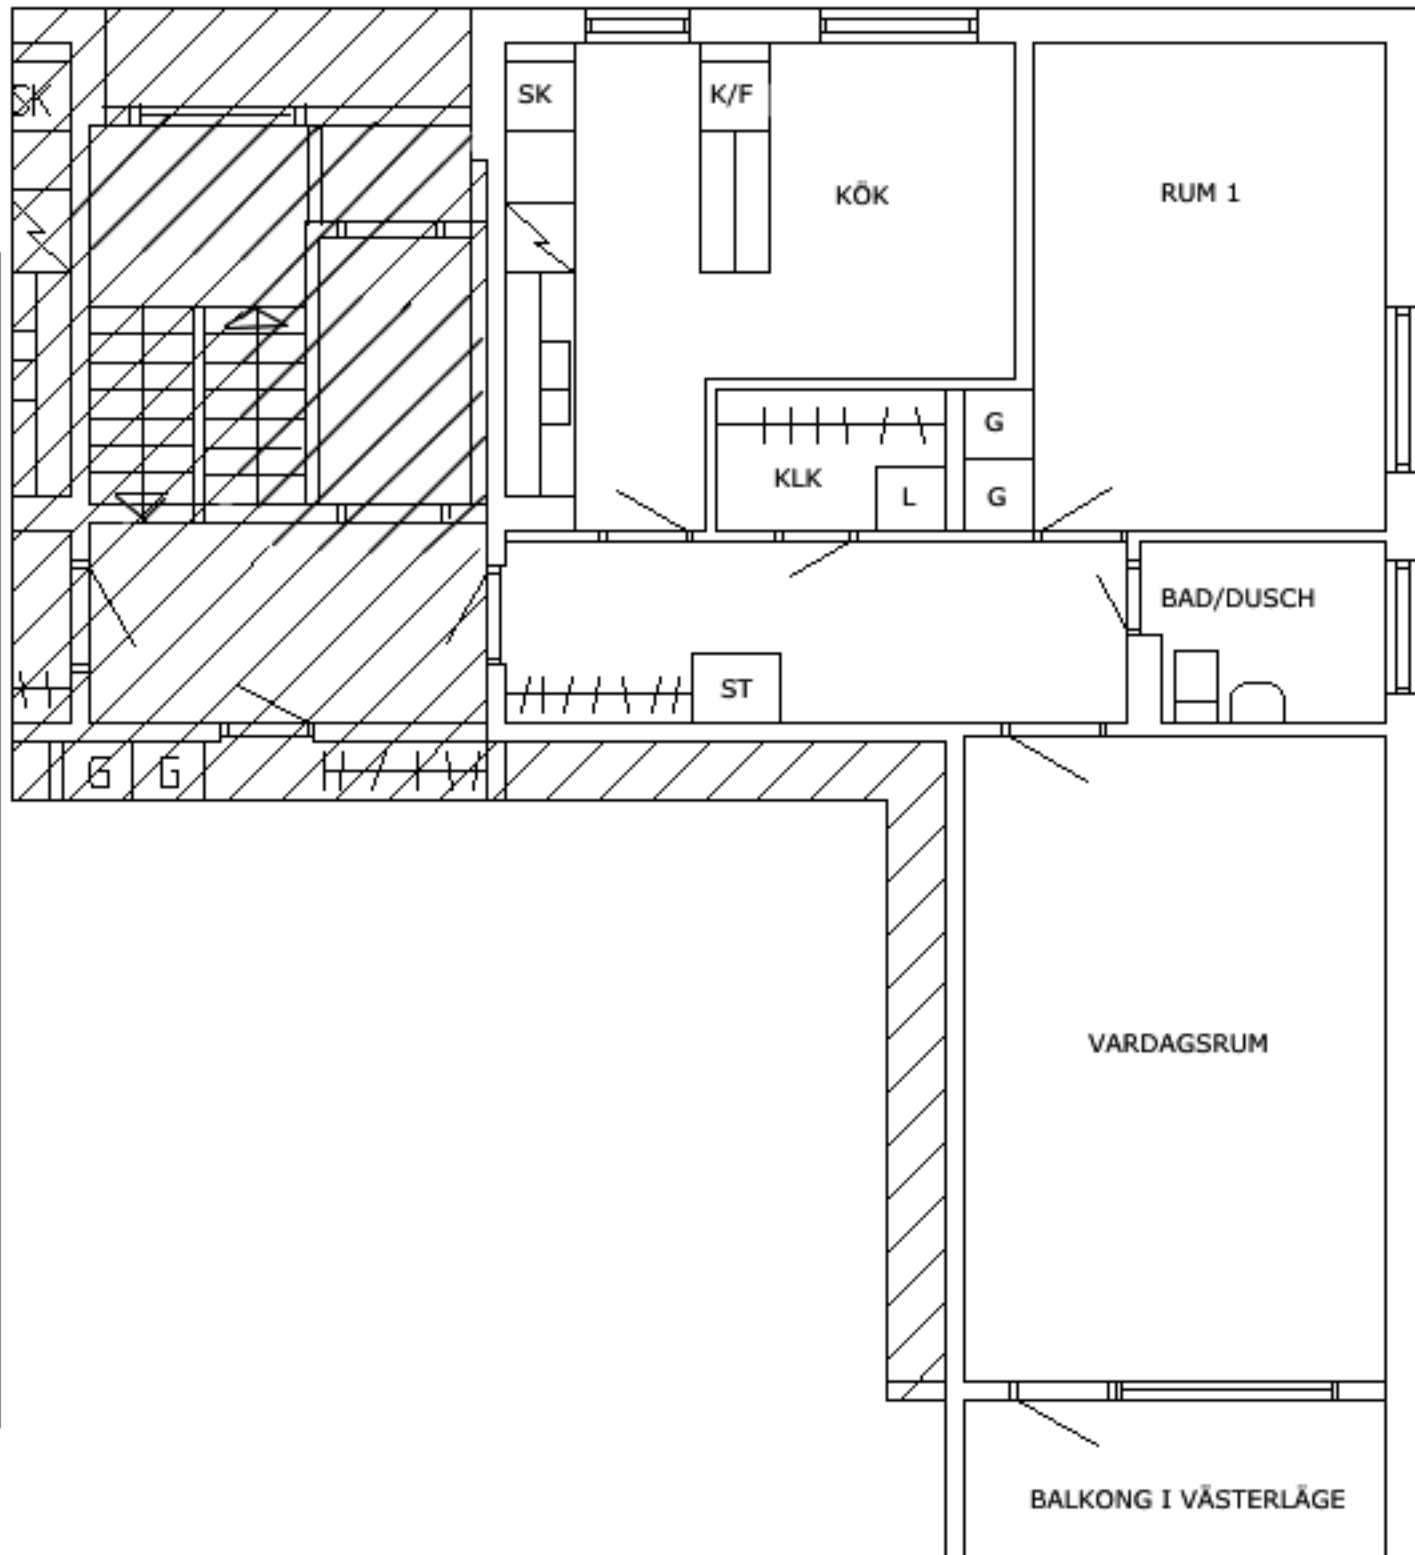 SK
SK
K/F
KÖK
RUM 1
G
KLK
L
G
BAD/DUSCH
ST
G
G
VARDAGSRUM
BALKONG I VÄSTERLÄGE